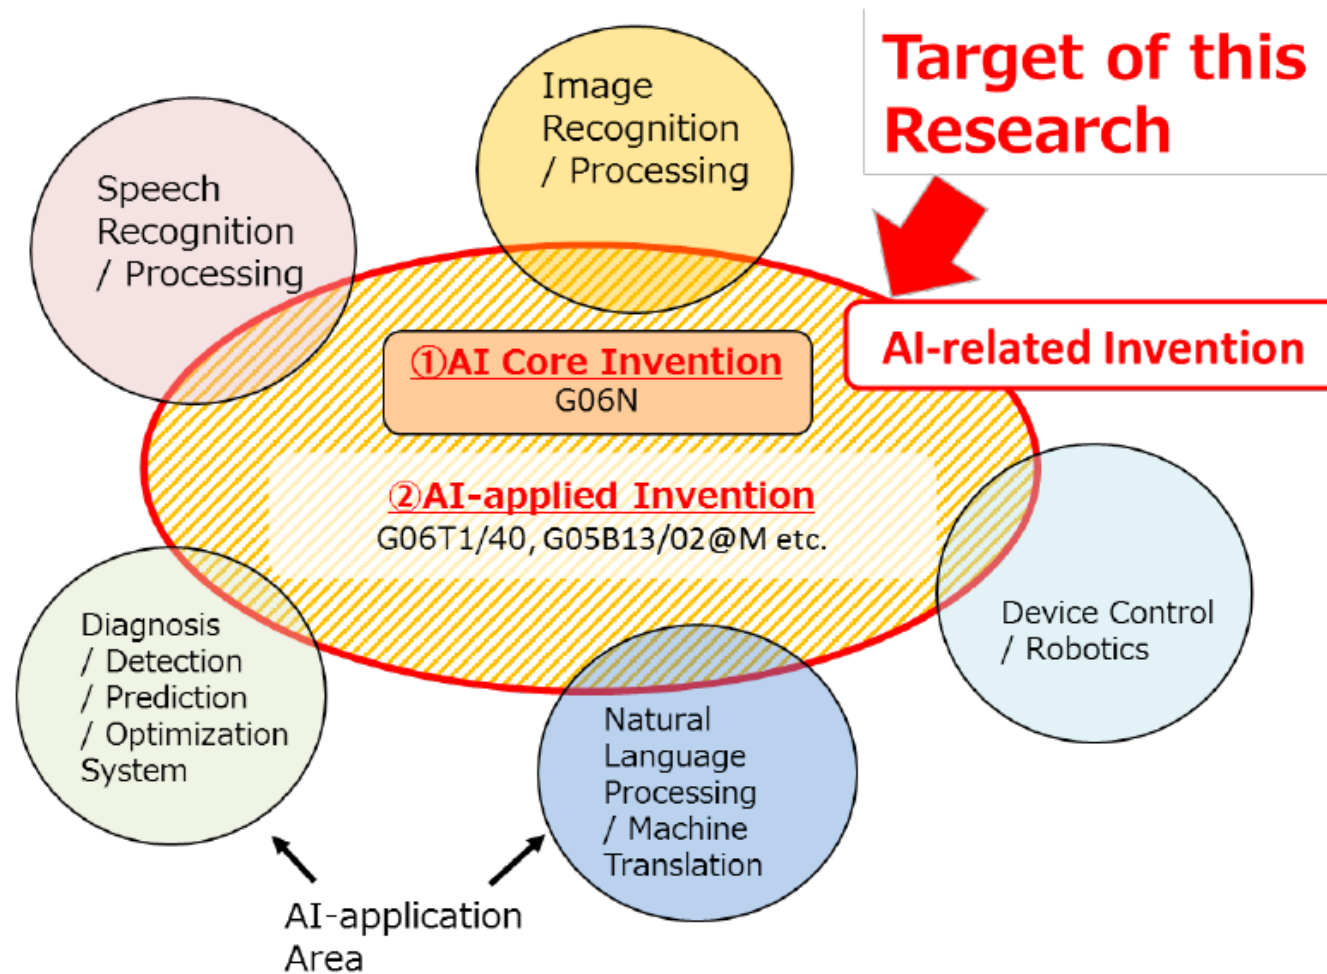 Target of this
Research
Image
Recognition
/ Processing
Speech
Recognition
/ Processing
AI-related Invention
①AI Core Invention
G06N
②AI-applied Invention
G06T1/40, G05B13/02@M etc.
Device Control
/ Robotics
Diagnosis
/ Detection
/ Prediction
/ Optimization
System
Natural
Language
Processing
/ Machine
Translation
AI-application
Area